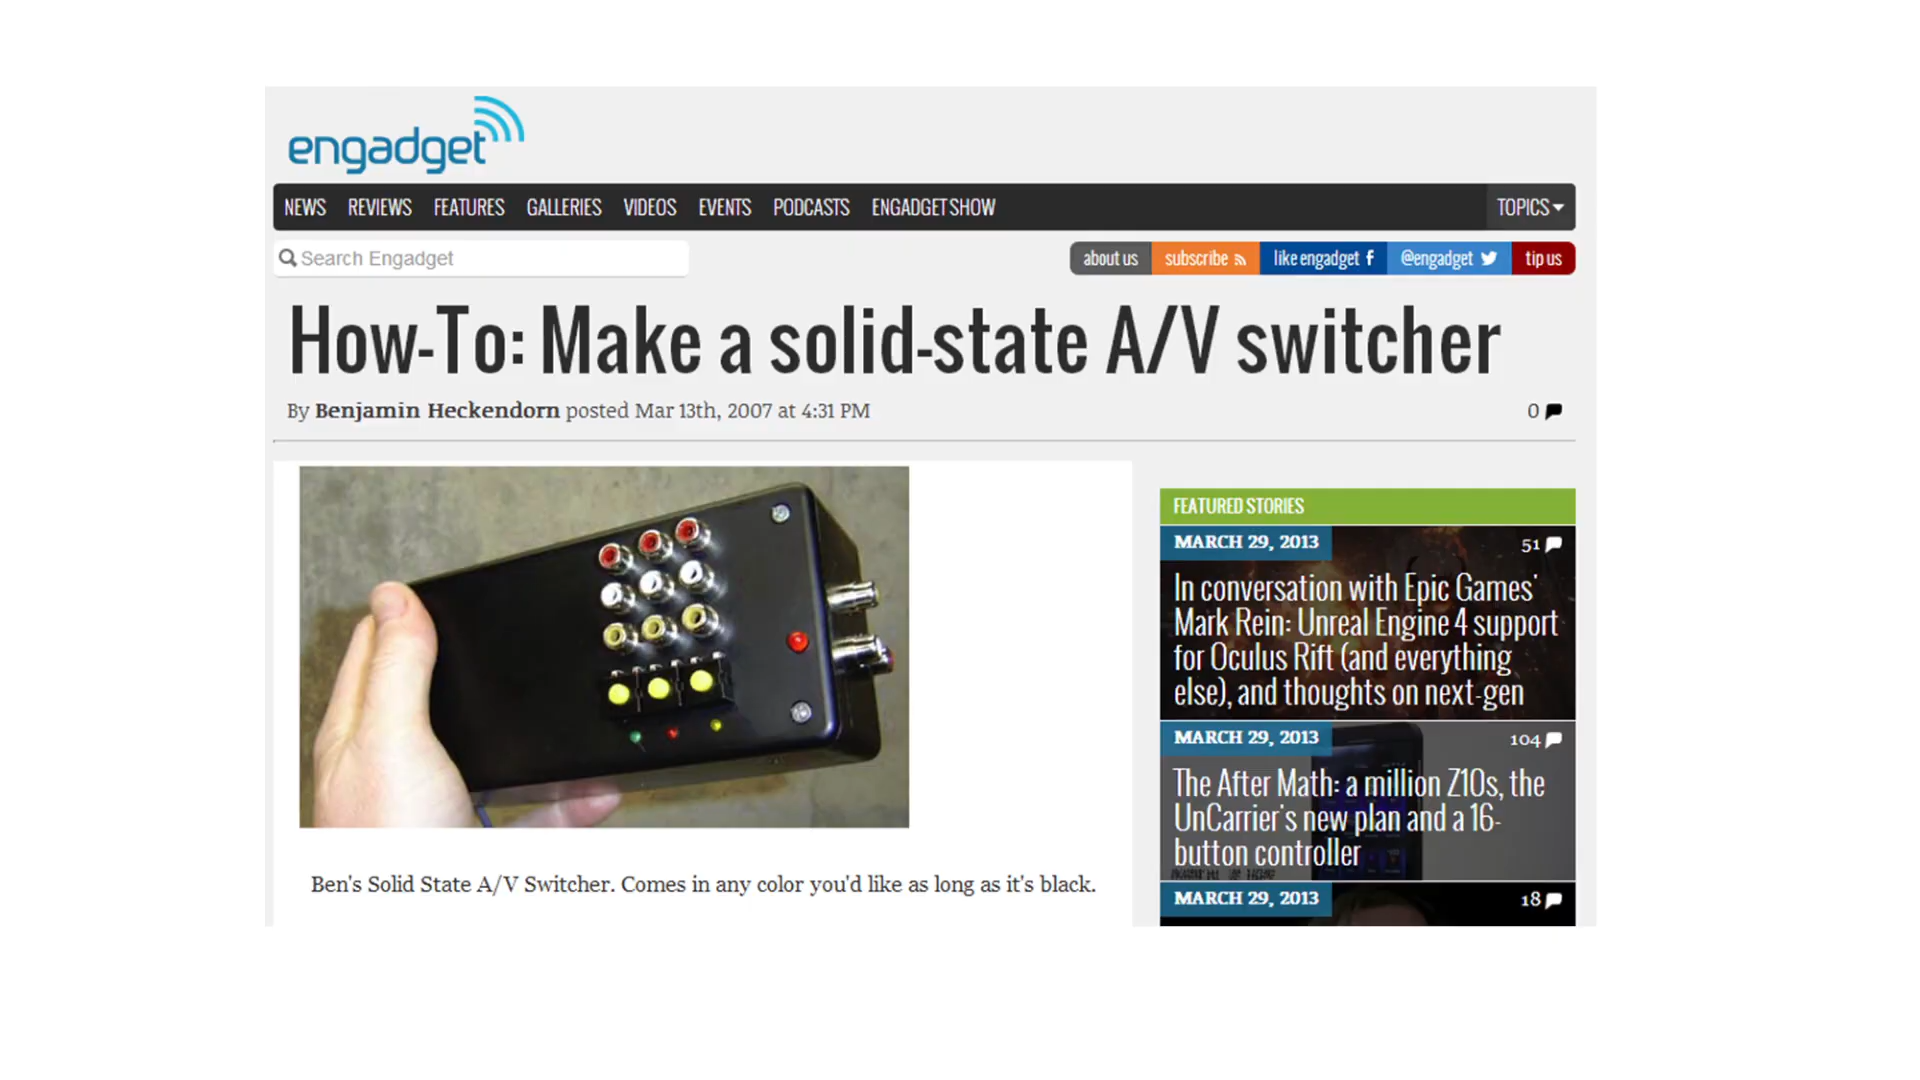 engadget
NEWS REVIEWS FEATURES GALLERIES VIDEOS EVENTS PODCASTS ENGADGET SHOW TOPICS
Search Engadget
about us subscribe like engadget f @engadget tip us
How-To: Make a solid-state A/V switcher
By Benjamin Heckendorn posted Mar 13th, 2007 at 4:31 PM
0
Ben's Solid State A/V Switcher. Comes in any color you'd like as long as it's black.
FEATURED STORIES
MARCH 29, 2013
51
In conversation with Epic Games'
Mark Rein: Unreal Engine 4 support
for Oculus Rift (and everything
else), and thoughts on next-gen
MARCH 29, 2013
104
The After Math: a million Z10s, the
UnCarrier's new plan and a 16-
button controller
MARCH 29, 2013
18